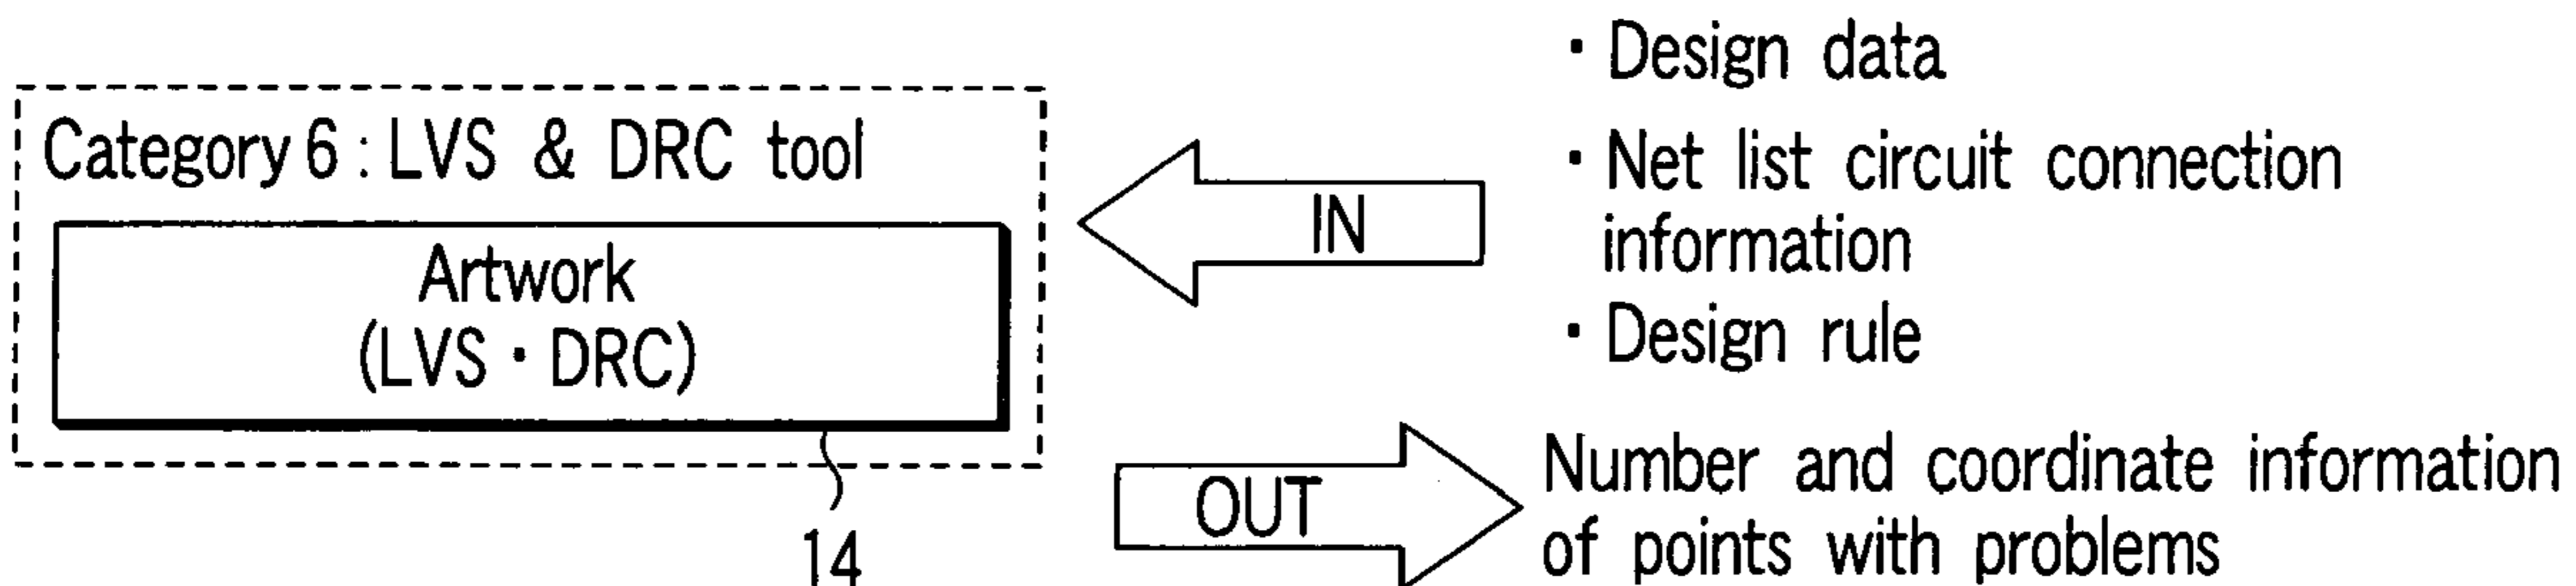 Category 6 : LVS & DRC tool
Artwork
(LVS・DRC)
14
IN
・Design data
・Net list circuit connection
information
・Design rule
OUT
Number and coordinate information
of points with problems